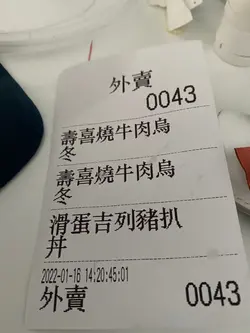 外賣
0043
壽喜燒牛肉烏
冬
壽喜燒牛肉烏
冬
滑蛋吉列豬扒
丼
2022-01-16 14:20:45:01
外賣 0043